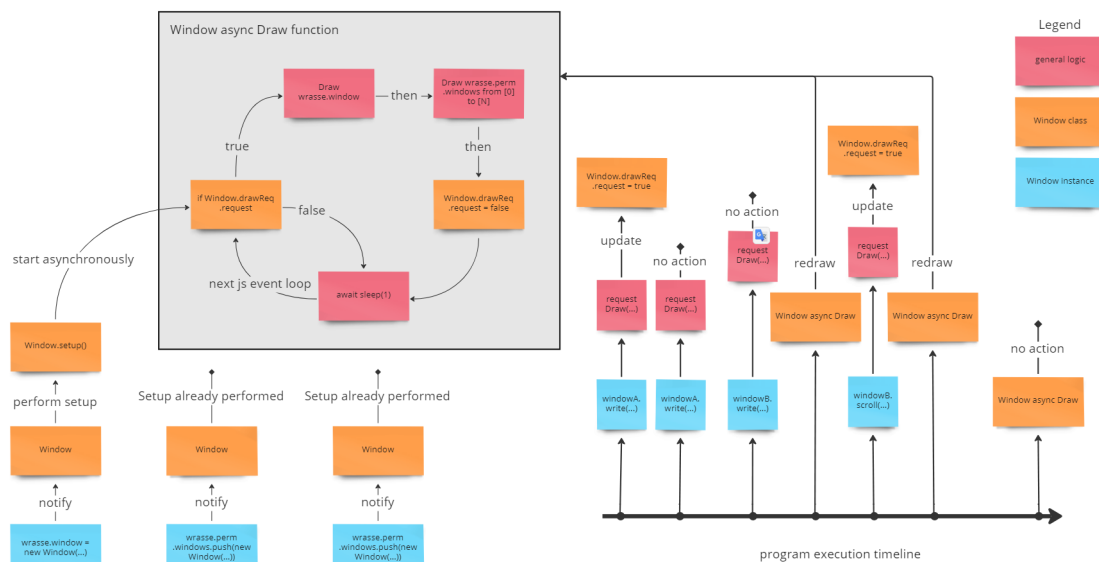 Window async Draw function
Draw
wrasse.window
then
Draw wrasse.perm
.windows from [0]
to [N]
true
then
if Window.drawReq
.request
false
Window.drawReq
.request = false
next js event loop
await sleep(1)
start asynchronously
Window.setup()
perform setup
Window
notify
wrasse.window =
new Window(...)
Setup already performed
Window
notify
wrasse.perm
.windows.push(new
Window(...))
Setup already performed
Window
notify
wrasse.perm
.windows.push(new
Window(...))
Window.drawReq
.request = true
update
request
Draw(...)
windowA.
write(...)
no action
request
Draw(...)
windowA.
write(...)
no action
request
Draw(...)
windowB.
write(...)
redraw
Window async Draw
Window.drawReq
.request = true
update
request
Draw(...)
windowB.
scroll(...)
redraw
Window async Draw
no action
Window async Draw
program execution timeline
Legend
general logic
Window class
Window instance